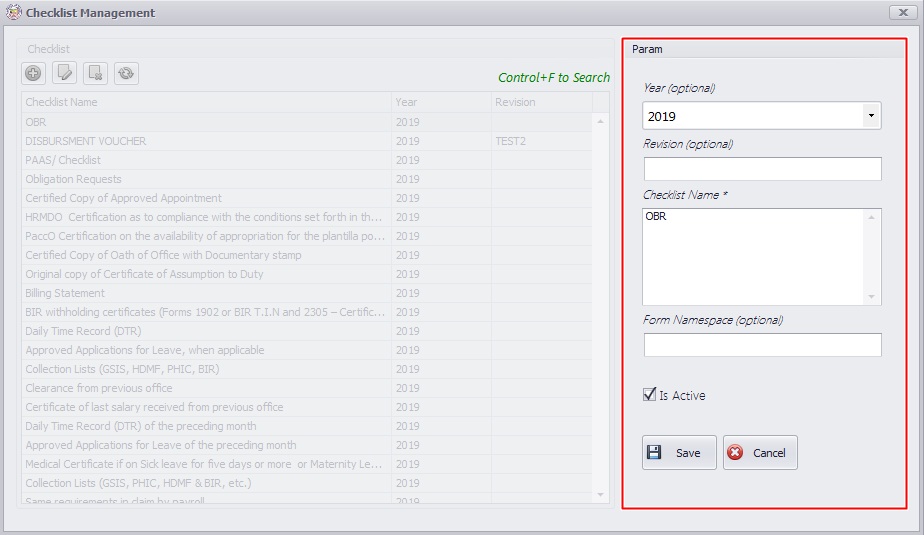 Checklist Management
Checklist
Control+F to Search
Checklist Name Year Revision
OBR 2019
DISBURSMENT VOUCHER 2019 TEST2
PAAS/ Checklist 2019
Obligation Requests 2019
Certified Copy of Approved Appointment 2019
HRMDO  Certification as to compliance with the conditions set forth in th... 2019
PaccO Certification on the availability of appropriation for the plantilla po... 2019
Certified Copy of Oath of Office with Documentary stamp 2019
Original copy of Certificate of Assumption to Duty 2019
Billing Statement 2019
BIR withholding certificates (Forms 1902 or BIR T.I.N and 2305 – Certific... 2019
Daily Time Record (DTR) 2019
Approved Applications for Leave, when applicable 2019
Collection Lists (GSIS, HDMF, PHIC, BIR) 2019
Clearance from previous office 2019
Certificate of last salary received from previous office 2019
Daily Time Record (DTR) of the preceding month 2019
Approved Applications for Leave of the preceding month 2019
Medical Certificate if on Sick leave for five days or more  or Maternity Le... 2019
Collection Lists (GSIS, PHIC, HDMF & BIR, etc.) 2019
Same requirements in claim by payroll 2019
Param
Year (optional)
2019
Revision (optional)
Checklist Name *
OBR
Form Namespace (optional)
Is Active
Save Cancel